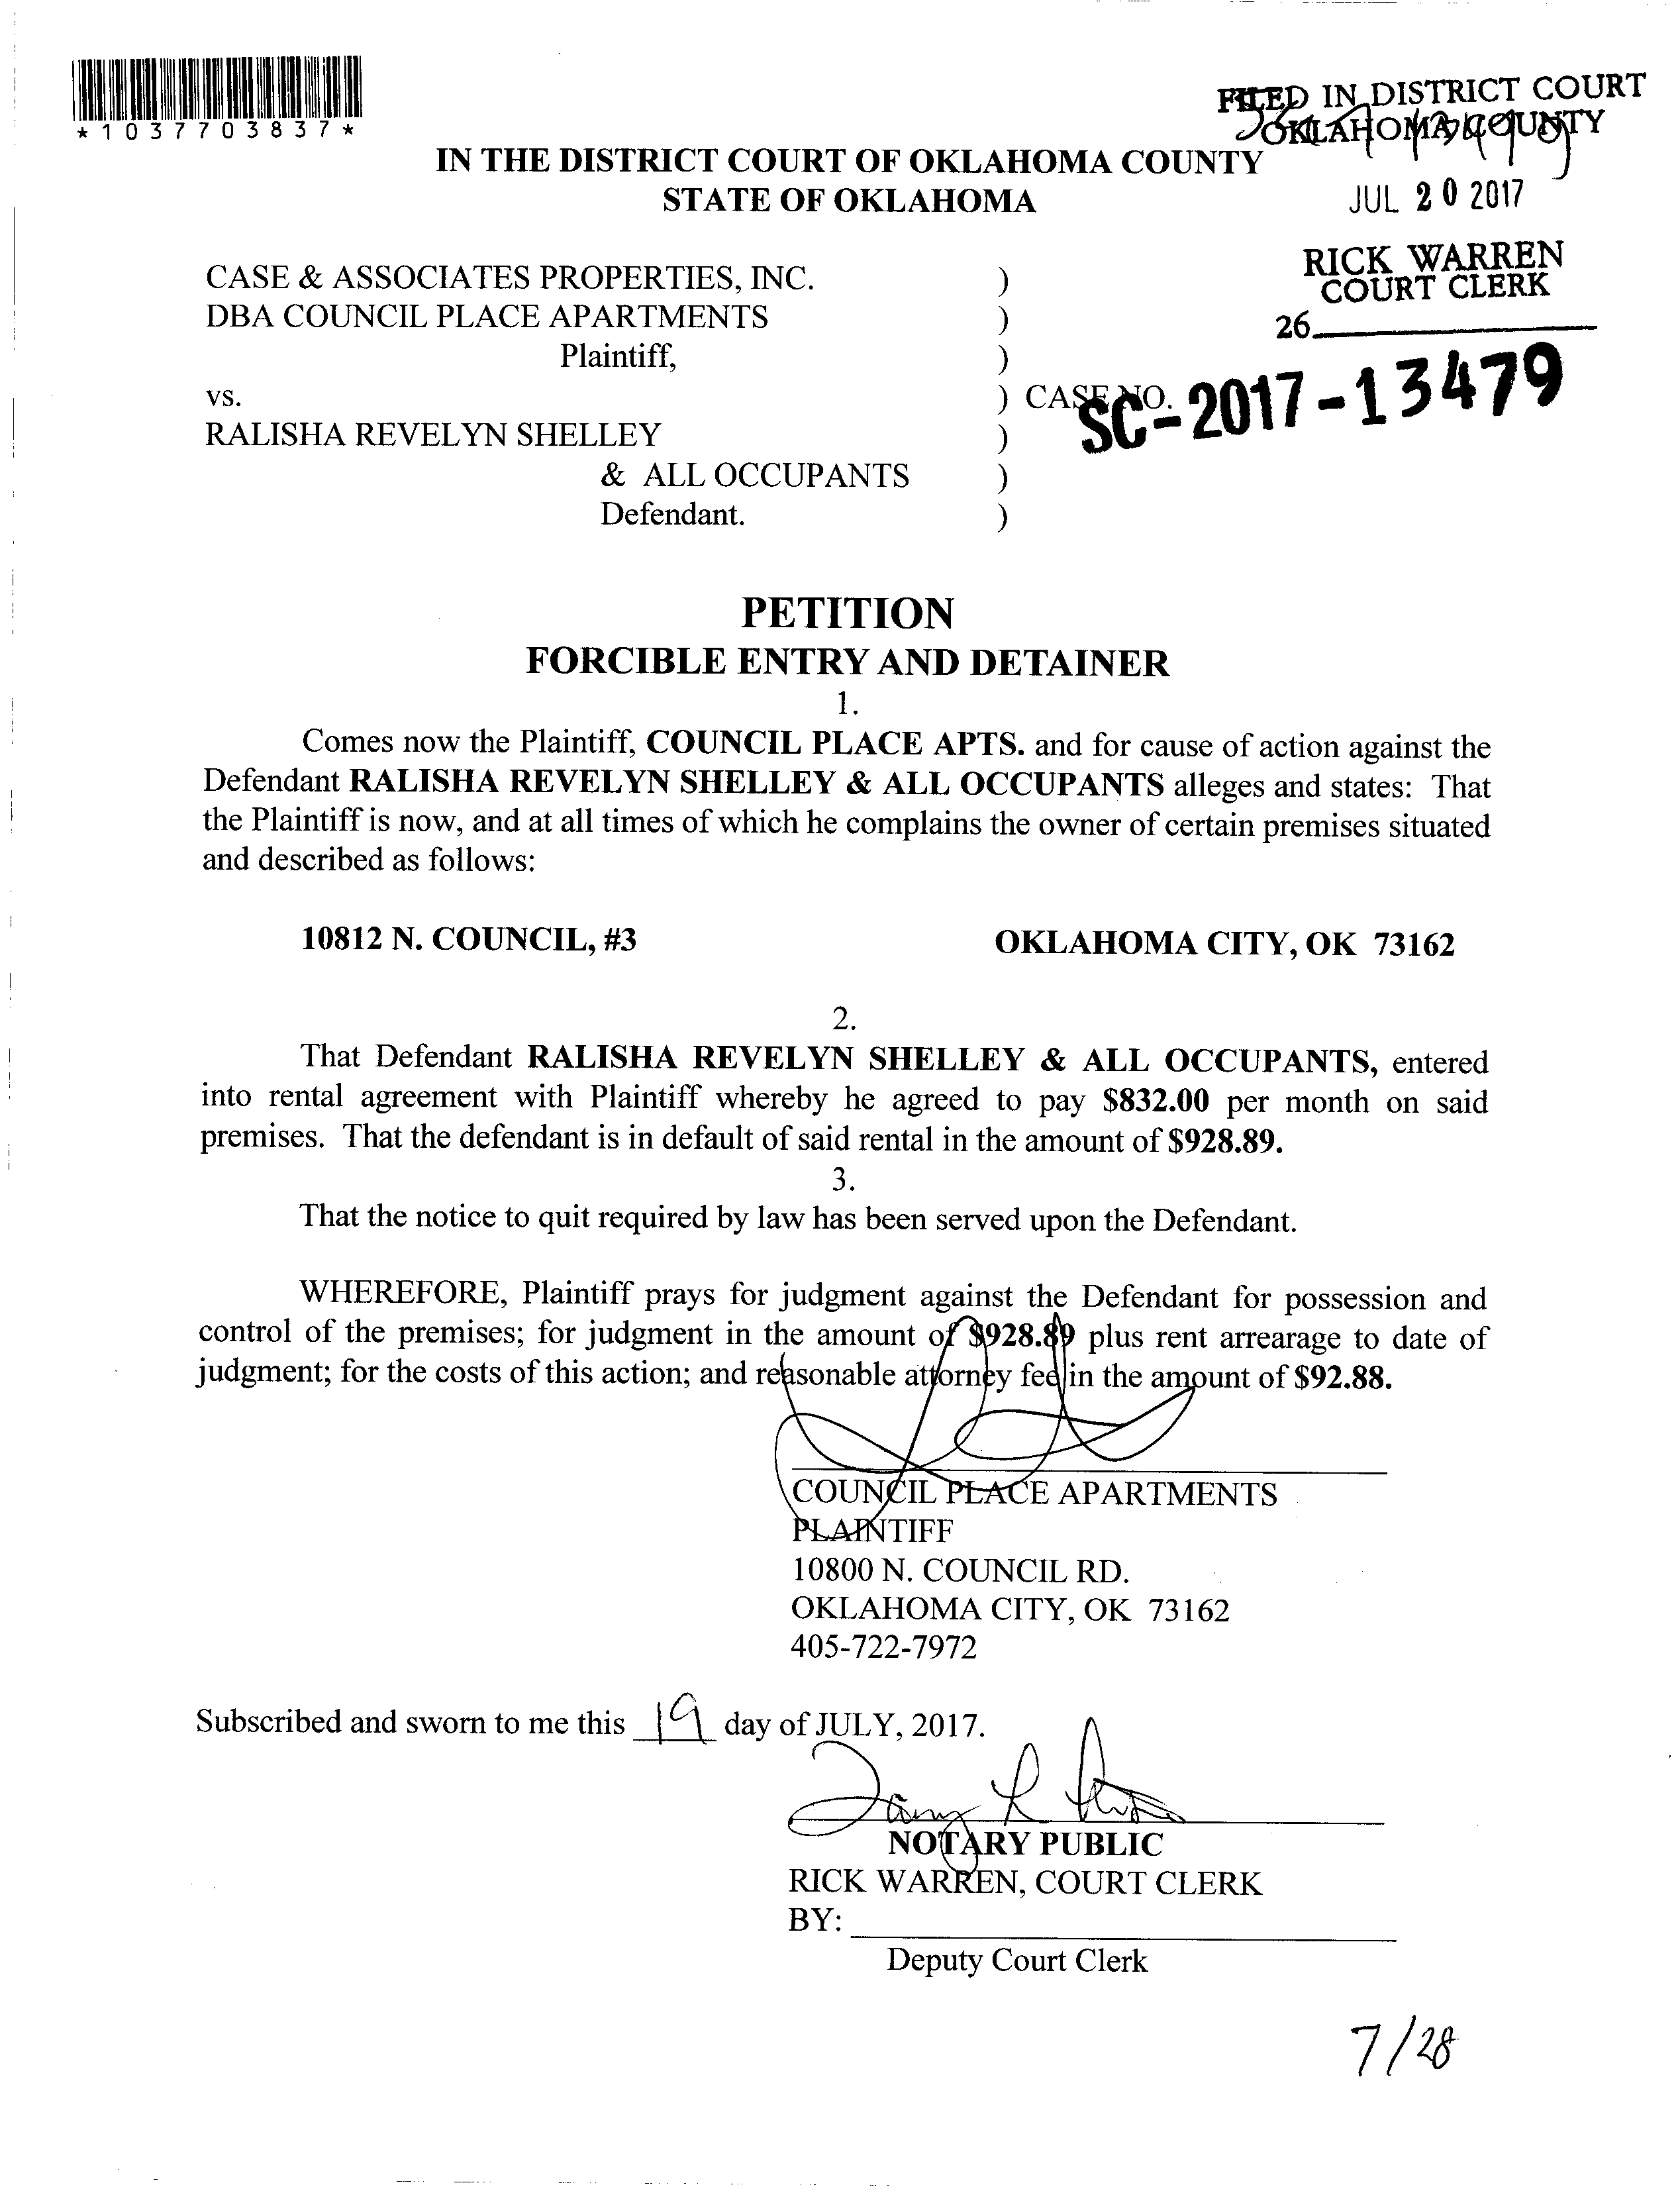 *1037703837*
FILED IN DISTRICT COURT
OKLAHOMA COUNTY
JUL 20 2017
RICK WARREN
COURT CLERK
26
IN THE DISTRICT COURT OF OKLAHOMA COUNTY
STATE OF OKLAHOMA
CASE & ASSOCIATES PROPERTIES, INC. )
DBA COUNCIL PLACE APARTMENTS )
Plaintiff, )
vs. ) CASE NO. SC-2017-13479
RALISHA REVELYN SHELLEY )
& ALL OCCUPANTS )
Defendant. )
PETITION
FORCIBLE ENTRY AND DETAINER
1.
Comes now the Plaintiff, COUNCIL PLACE APTS. and for cause of action against the
Defendant RALISHA REVELYN SHELLEY & ALL OCCUPANTS alleges and states: That
the Plaintiff is now, and at all times of which he complains the owner of certain premises situated
and described as follows:
10812 N. COUNCIL, #3 OKLAHOMA CITY, OK 73162
2.
That Defendant RALISHA REVELYN SHELLEY & ALL OCCUPANTS, entered
into rental agreement with Plaintiff whereby he agreed to pay $832.00 per month on said
premises. That the defendant is in default of said rental in the amount of $928.89.
3.
That the notice to quit required by law has been served upon the Defendant.
WHEREFORE, Plaintiff prays for judgment against the Defendant for possession and
control of the premises; for judgment in the amount of $928.89 plus rent arrearage to date of
judgment; for the costs of this action; and reasonable attorney fee in the amount of $92.88.
COUNCIL PLACE APARTMENTS
PLAINTIFF
10800 N. COUNCIL RD.
OKLAHOMA CITY, OK 73162
405-722-7972
Subscribed and sworn to me this 19 day of JULY, 2017.
NOTARY PUBLIC
RICK WARREN, COURT CLERK
BY:
Deputy Court Clerk
7/28